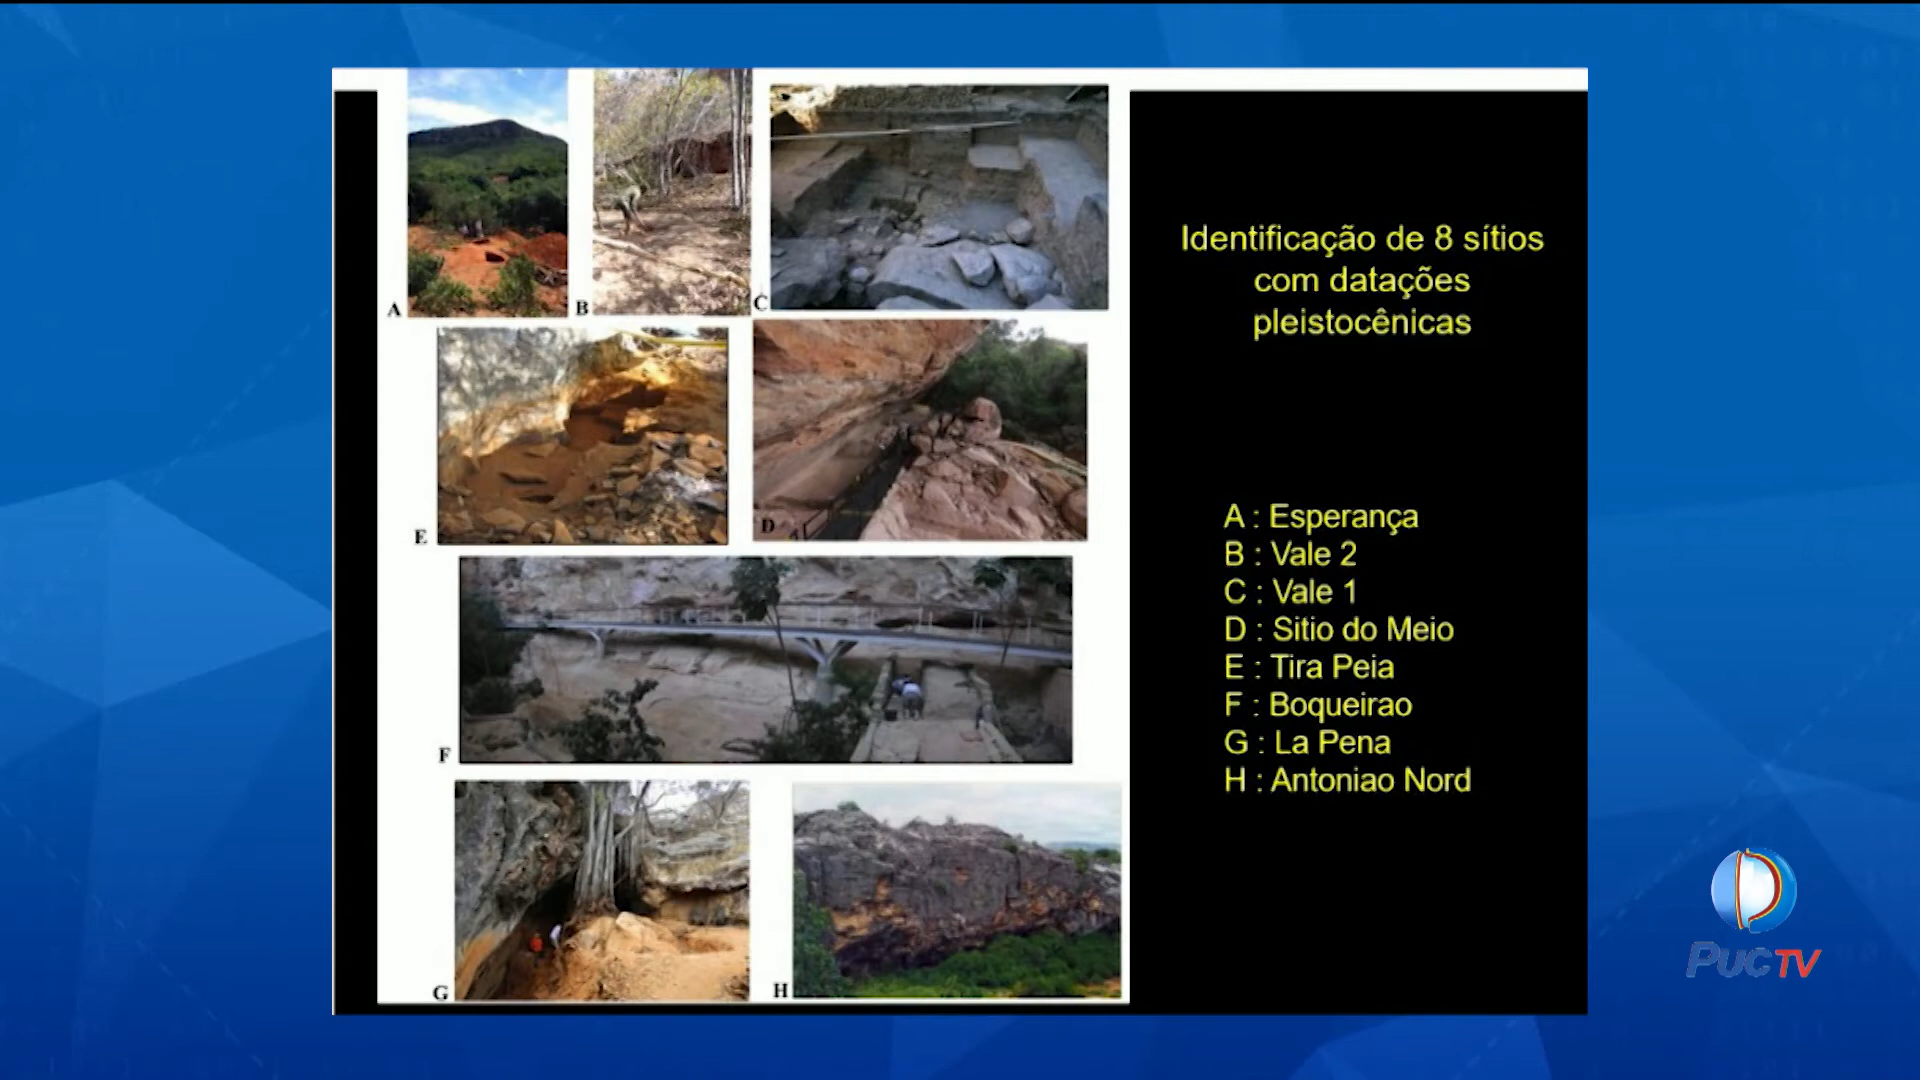 A
B
C
E
D
F
G
H
Identificação de 8 sítios
com datações
pleistocênicas
A : Esperança
B : Vale 2
C : Vale 1
D : Sitio do Meio
E : Tira Peia
F : Boqueirao
G : La Pena
H : Antoniao Nord
PUC TV